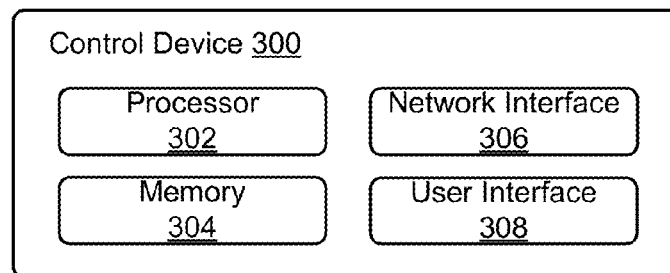 Control Device 300
Processor
302
Network Interface
306
Memory
304
User Interface
308